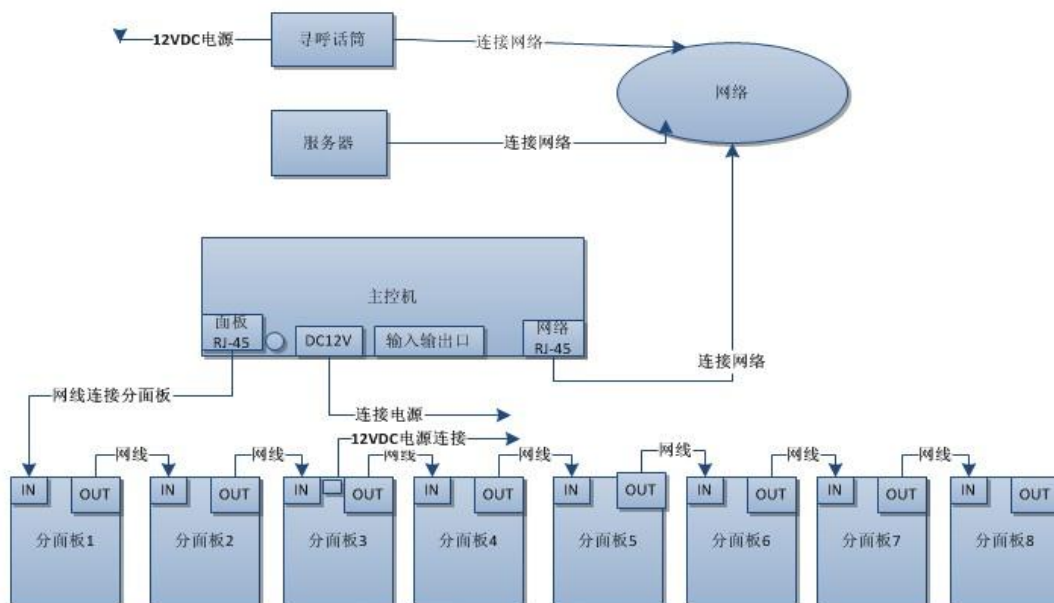 12VDC电源
寻呼话筒
连接网络
网络
服务器
连接网络
主控机
面板
RJ-45
DC12V
输入输出口
网络
RJ-45
连接网络
网线连接分面板
连接电源
12VDC电源连接
网线
网线
网线
网线
网线
网线
网线
IN
OUT
IN
OUT
IN
OUT
IN
OUT
IN
OUT
IN
OUT
IN
OUT
IN
OUT
分面板1
分面板2
分面板3
分面板4
分面板5
分面板6
分面板7
分面板8